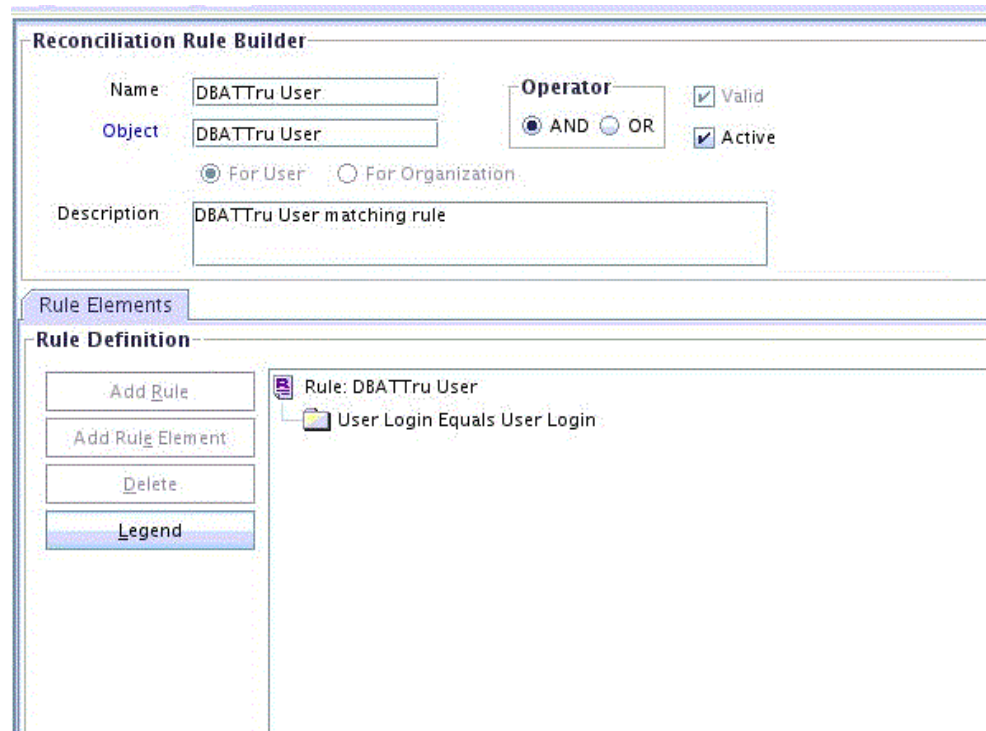 Reconciliation Rule Builder
Name DBATTru User
Operator
Valid
Object DBATTru User
AND OR
Active
For User For Organization
Description DBATTru User matching rule
Rule Elements
Rule Definition
Add Rule
Rule: DBATTru User
Add Rule Element
User Login Equals User Login
Delete
Legend